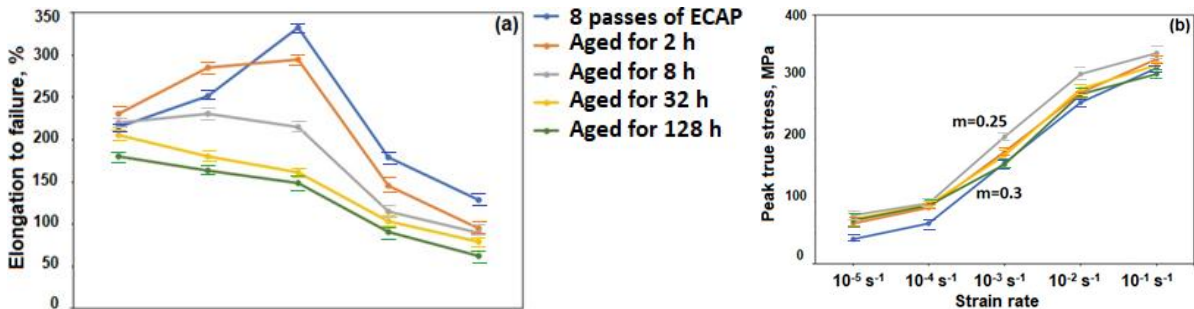 (a)
Elongation to failure, %
350
300
250
200
150
100
50
0
8 passes of ECAP
Aged for 2 h
Aged for 8 h
Aged for 32 h
Aged for 128 h
(b)
Peak true stress, MPa
400
300
200
100
0
m=0.25
m=0.3
10-5 s-1 10-4 s-1 10-3 s-1 10-2 s-1 10-1 s-1
Strain rate